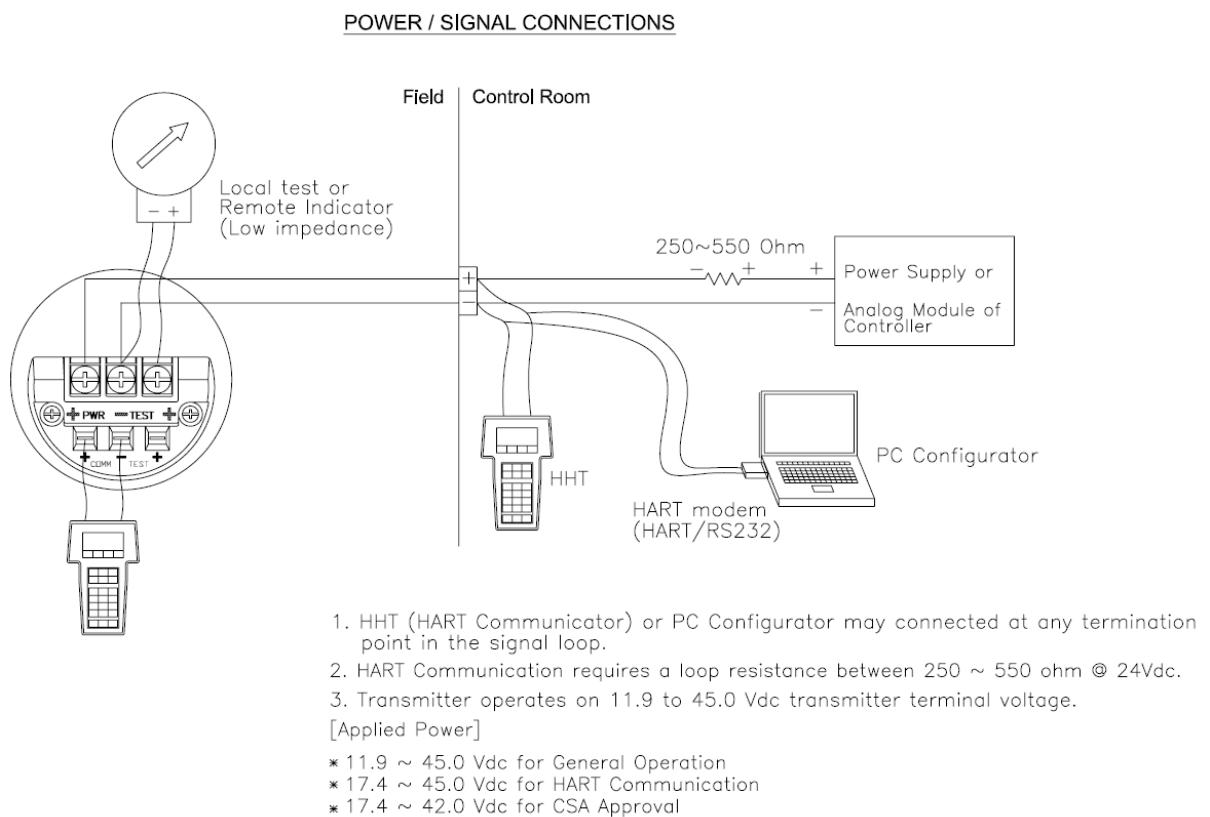 POWER / SIGNAL CONNECTIONS
Field
Control Room
Local test or
Remote Indicator
(Low impedance)
- +
+
-
250~550 Ohm
- +
+
-
Power Supply or
Analog Module of
Controller
+ PWR - TEST +
+ COMM - TEST +
HHT
PC Configurator
HART modem
(HART/RS232)
1. HHT (HART Communicator) or PC Configurator may connected at any termination
point in the signal loop.
2. HART Communication requires a loop resistance between 250 ~ 550 ohm @ 24Vdc.
3. Transmitter operates on 11.9 to 45.0 Vdc transmitter terminal voltage.
[Applied Power]
* 11.9 ~ 45.0 Vdc for General Operation
* 17.4 ~ 45.0 Vdc for HART Communication
* 17.4 ~ 42.0 Vdc for CSA Approval